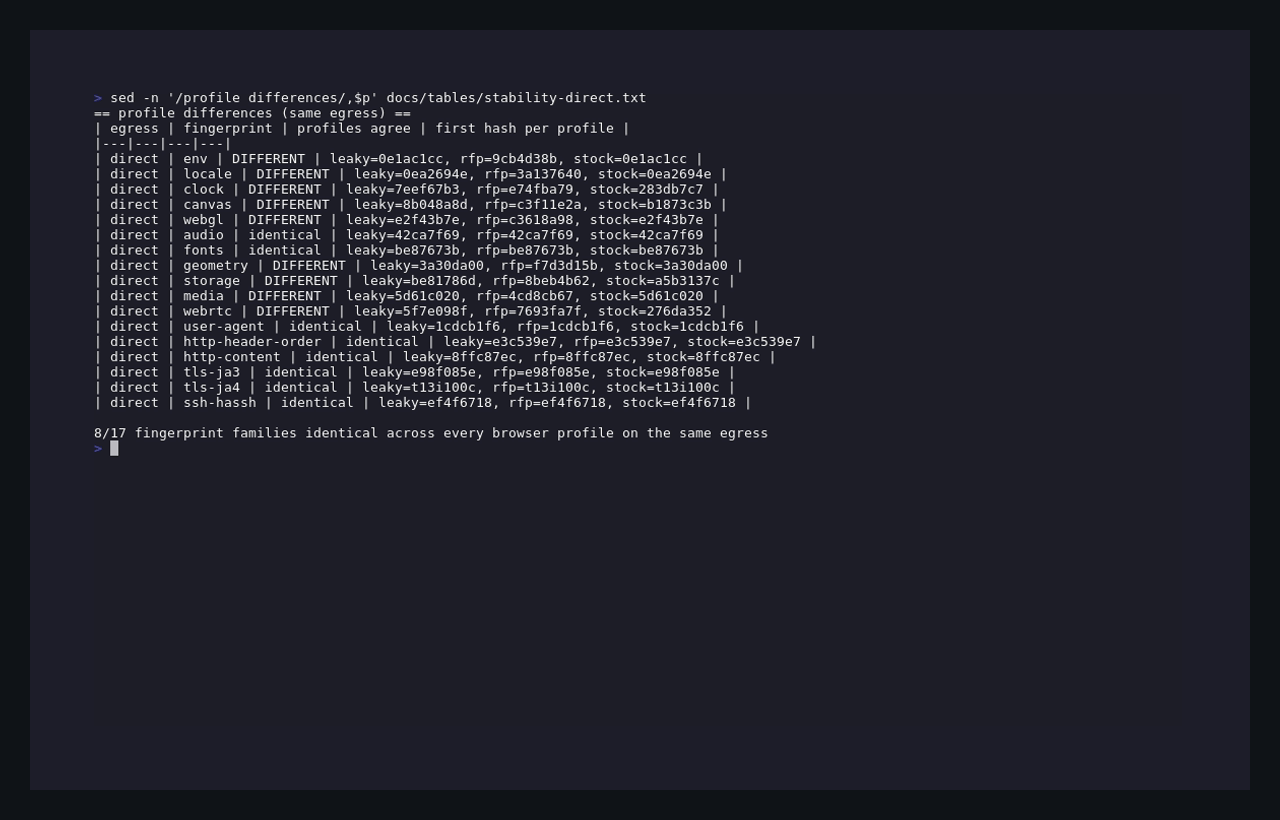 > sed -n '/profile differences/,$p' docs/tables/stability-direct.txt
== profile differences (same egress) ==
| egress | fingerprint | profiles agree | first hash per profile |
|---|---|---|---|
| direct | env | DIFFERENT | leaky=0e1ac1cc, rfp=9cb4d38b, stock=0e1ac1cc |
| direct | locale | DIFFERENT | leaky=0ea2694e, rfp=3a137640, stock=0ea2694e |
| direct | clock | DIFFERENT | leaky=7eef67b3, rfp=e74fba79, stock=283db7c7 |
| direct | canvas | DIFFERENT | leaky=8b048a8d, rfp=c3f11e2a, stock=b1873c3b |
| direct | webgl | DIFFERENT | leaky=e2f43b7e, rfp=c3618a98, stock=e2f43b7e |
| direct | audio | identical | leaky=42ca7f69, rfp=42ca7f69, stock=42ca7f69 |
| direct | fonts | identical | leaky=be87673b, rfp=be87673b, stock=be87673b |
| direct | geometry | DIFFERENT | leaky=3a30da00, rfp=f7d3d15b, stock=3a30da00 |
| direct | storage | DIFFERENT | leaky=be81786d, rfp=8beb4b62, stock=a5b3137c |
| direct | media | DIFFERENT | leaky=5d61c020, rfp=4cd8cb67, stock=5d61c020 |
| direct | webrtc | DIFFERENT | leaky=5f7e098f, rfp=7693fa7f, stock=276da352 |
| direct | user-agent | identical | leaky=1cdcb1f6, rfp=1cdcb1f6, stock=1cdcb1f6 |
| direct | http-header-order | identical | leaky=e3c539e7, rfp=e3c539e7, stock=e3c539e7 |
| direct | http-content | identical | leaky=8ffc87ec, rfp=8ffc87ec, stock=8ffc87ec |
| direct | tls-ja3 | identical | leaky=e98f085e, rfp=e98f085e, stock=e98f085e |
| direct | tls-ja4 | identical | leaky=t13i100c, rfp=t13i100c, stock=t13i100c |
| direct | ssh-hassh | identical | leaky=ef4f6718, rfp=ef4f6718, stock=ef4f6718 |
8/17 fingerprint families identical across every browser profile on the same egress
>